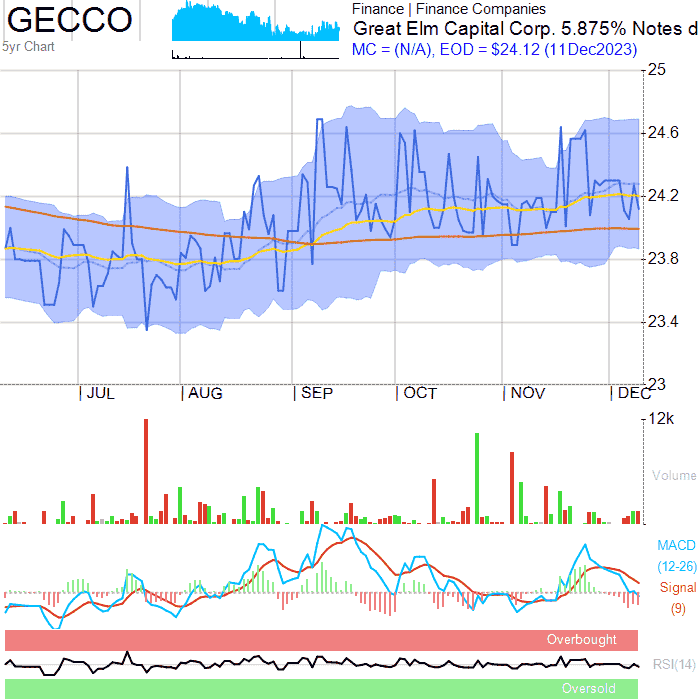 GECCO
5yr Chart
Finance | Finance Companies
Great Elm Capital Corp. 5.875% Notes d
MC = (N/A), EOD = $24.12 (11Dec2023)
25
24.6
24.2
23.8
23.4
23
| JUL | AUG | SEP | OCT | NOV | DEC
12k
Volume
MACD
(12-26)
Signal
(9)
Overbought
RSI(14)
Oversold